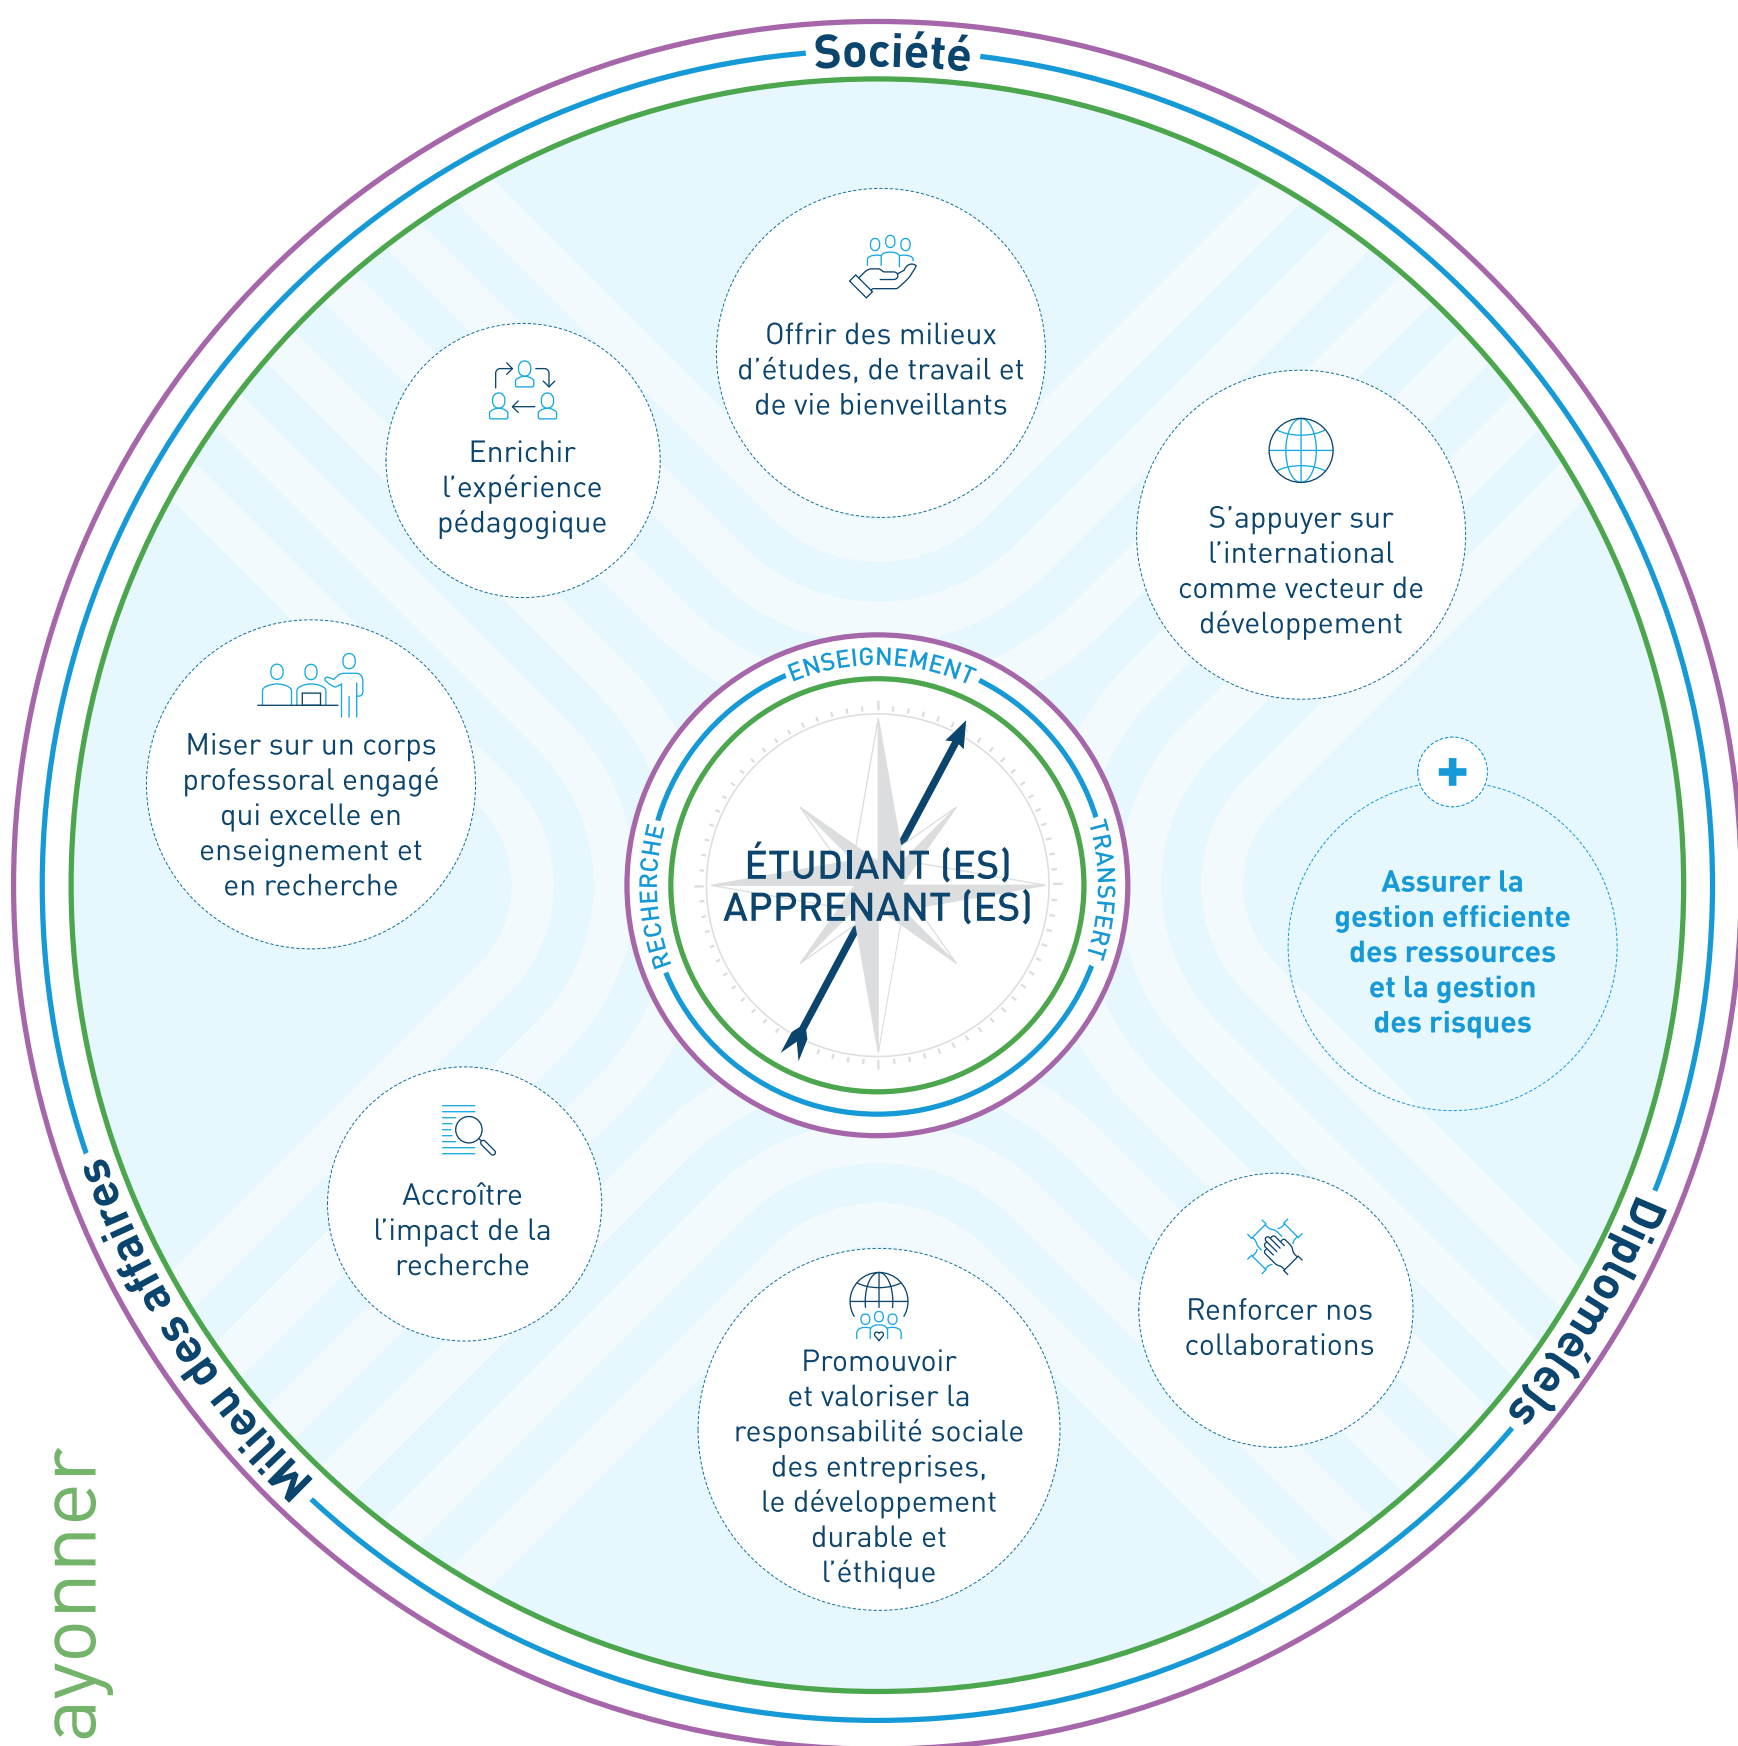 Société
Offrir des milieux
d'études, de travail et
de vie bienveillants
Enrichir
l'expérience
pédagogique
S'appuyer sur
l'international
comme vecteur de
développement
Miser sur un corps
professoral engagé
qui excelle en
enseignement et
en recherche
ENSEIGNEMENT
RECHERCHE
TRANSFERT
ÉTUDIANT (ES)
APPRENANT (ES)
Assurer la
gestion efficiente
des ressources
et la gestion
des risques
Accroître
l'impact de la
recherche
Promouvoir
et valoriser la
responsabilité sociale
des entreprises,
le développement
durable et
l'éthique
Renforcer nos
collaborations
Milieu des affaires
Diplomé(e)s
ayonner